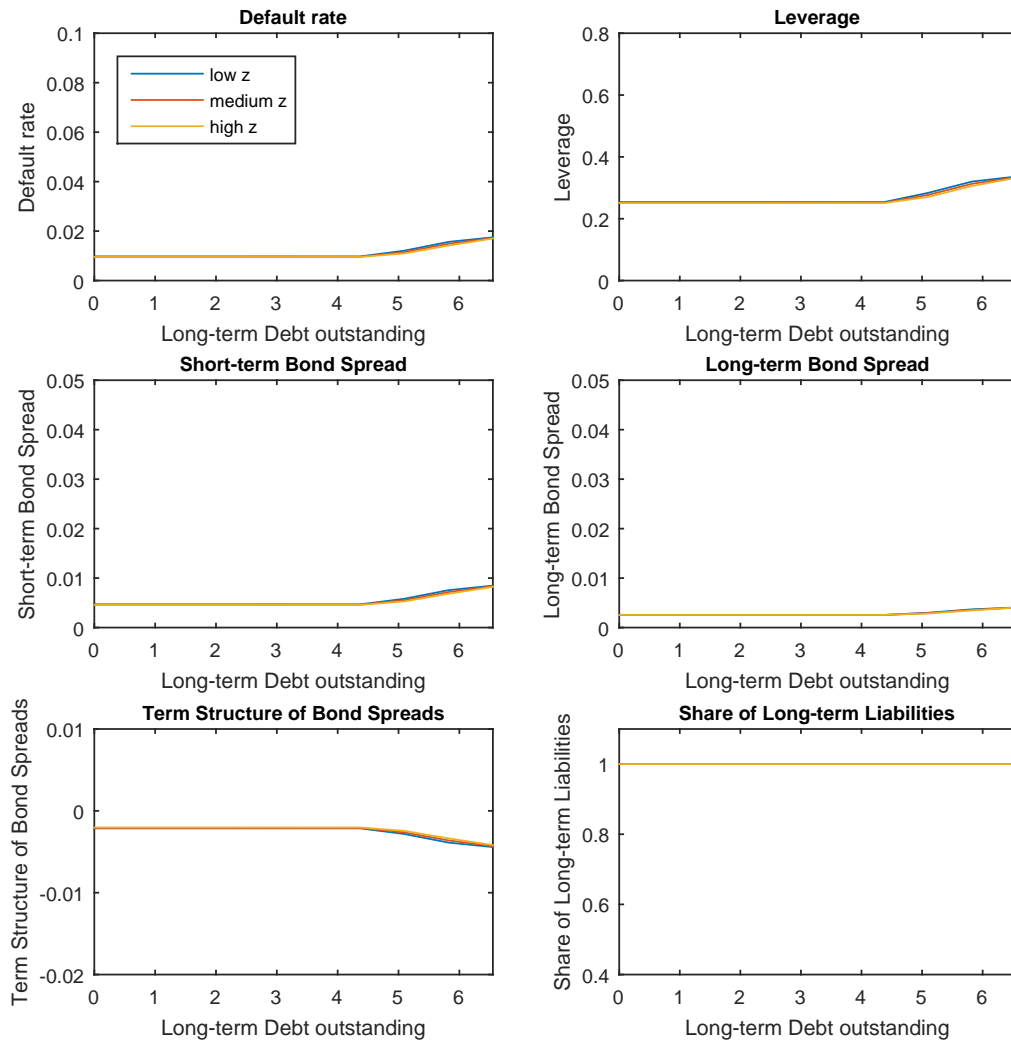 Default rate
Default rate
0.1
0.08
0.06
0.04
0.02
0
low z
medium z
high z
0 1 2 3 4 5 6
Long-term Debt outstanding
Leverage
Leverage
0.8
0.6
0.4
0.2
0
0 1 2 3 4 5 6
Long-term Debt outstanding
Short-term Bond Spread
Short-term Bond Spread
0.05
0.04
0.03
0.02
0.01
0
0 1 2 3 4 5 6
Long-term Debt outstanding
Long-term Bond Spread
Long-term Bond Spread
0.05
0.04
0.03
0.02
0.01
0
0 1 2 3 4 5 6
Long-term Debt outstanding
Term Structure of Bond Spreads
Term Structure of Bond Spreads
0.01
0
-0.01
-0.02
0 1 2 3 4 5 6
Long-term Debt outstanding
Share of Long-term Liabilities
Share of Long-term Liabilities
1
0.8
0.6
0.4
0 1 2 3 4 5 6
Long-term Debt outstanding